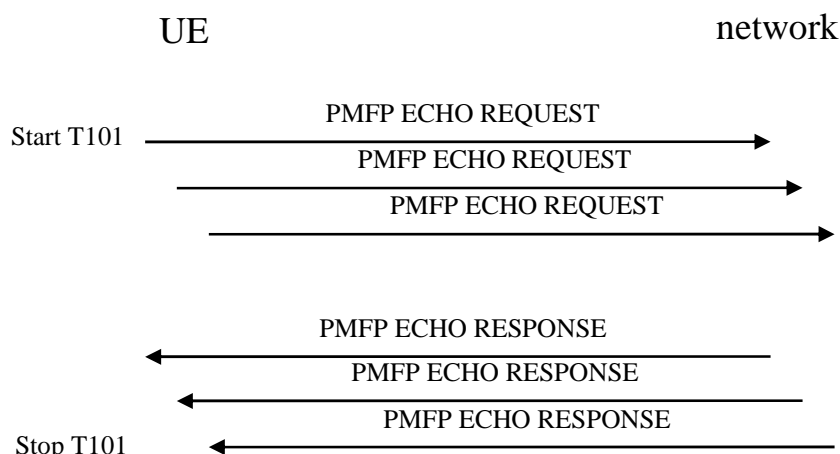 UE network
PMFP ECHO REQUEST
Start T101
PMFP ECHO REQUEST
PMFP ECHO REQUEST
PMFP ECHO RESPONSE
PMFP ECHO RESPONSE
PMFP ECHO RESPONSE
Stop T101